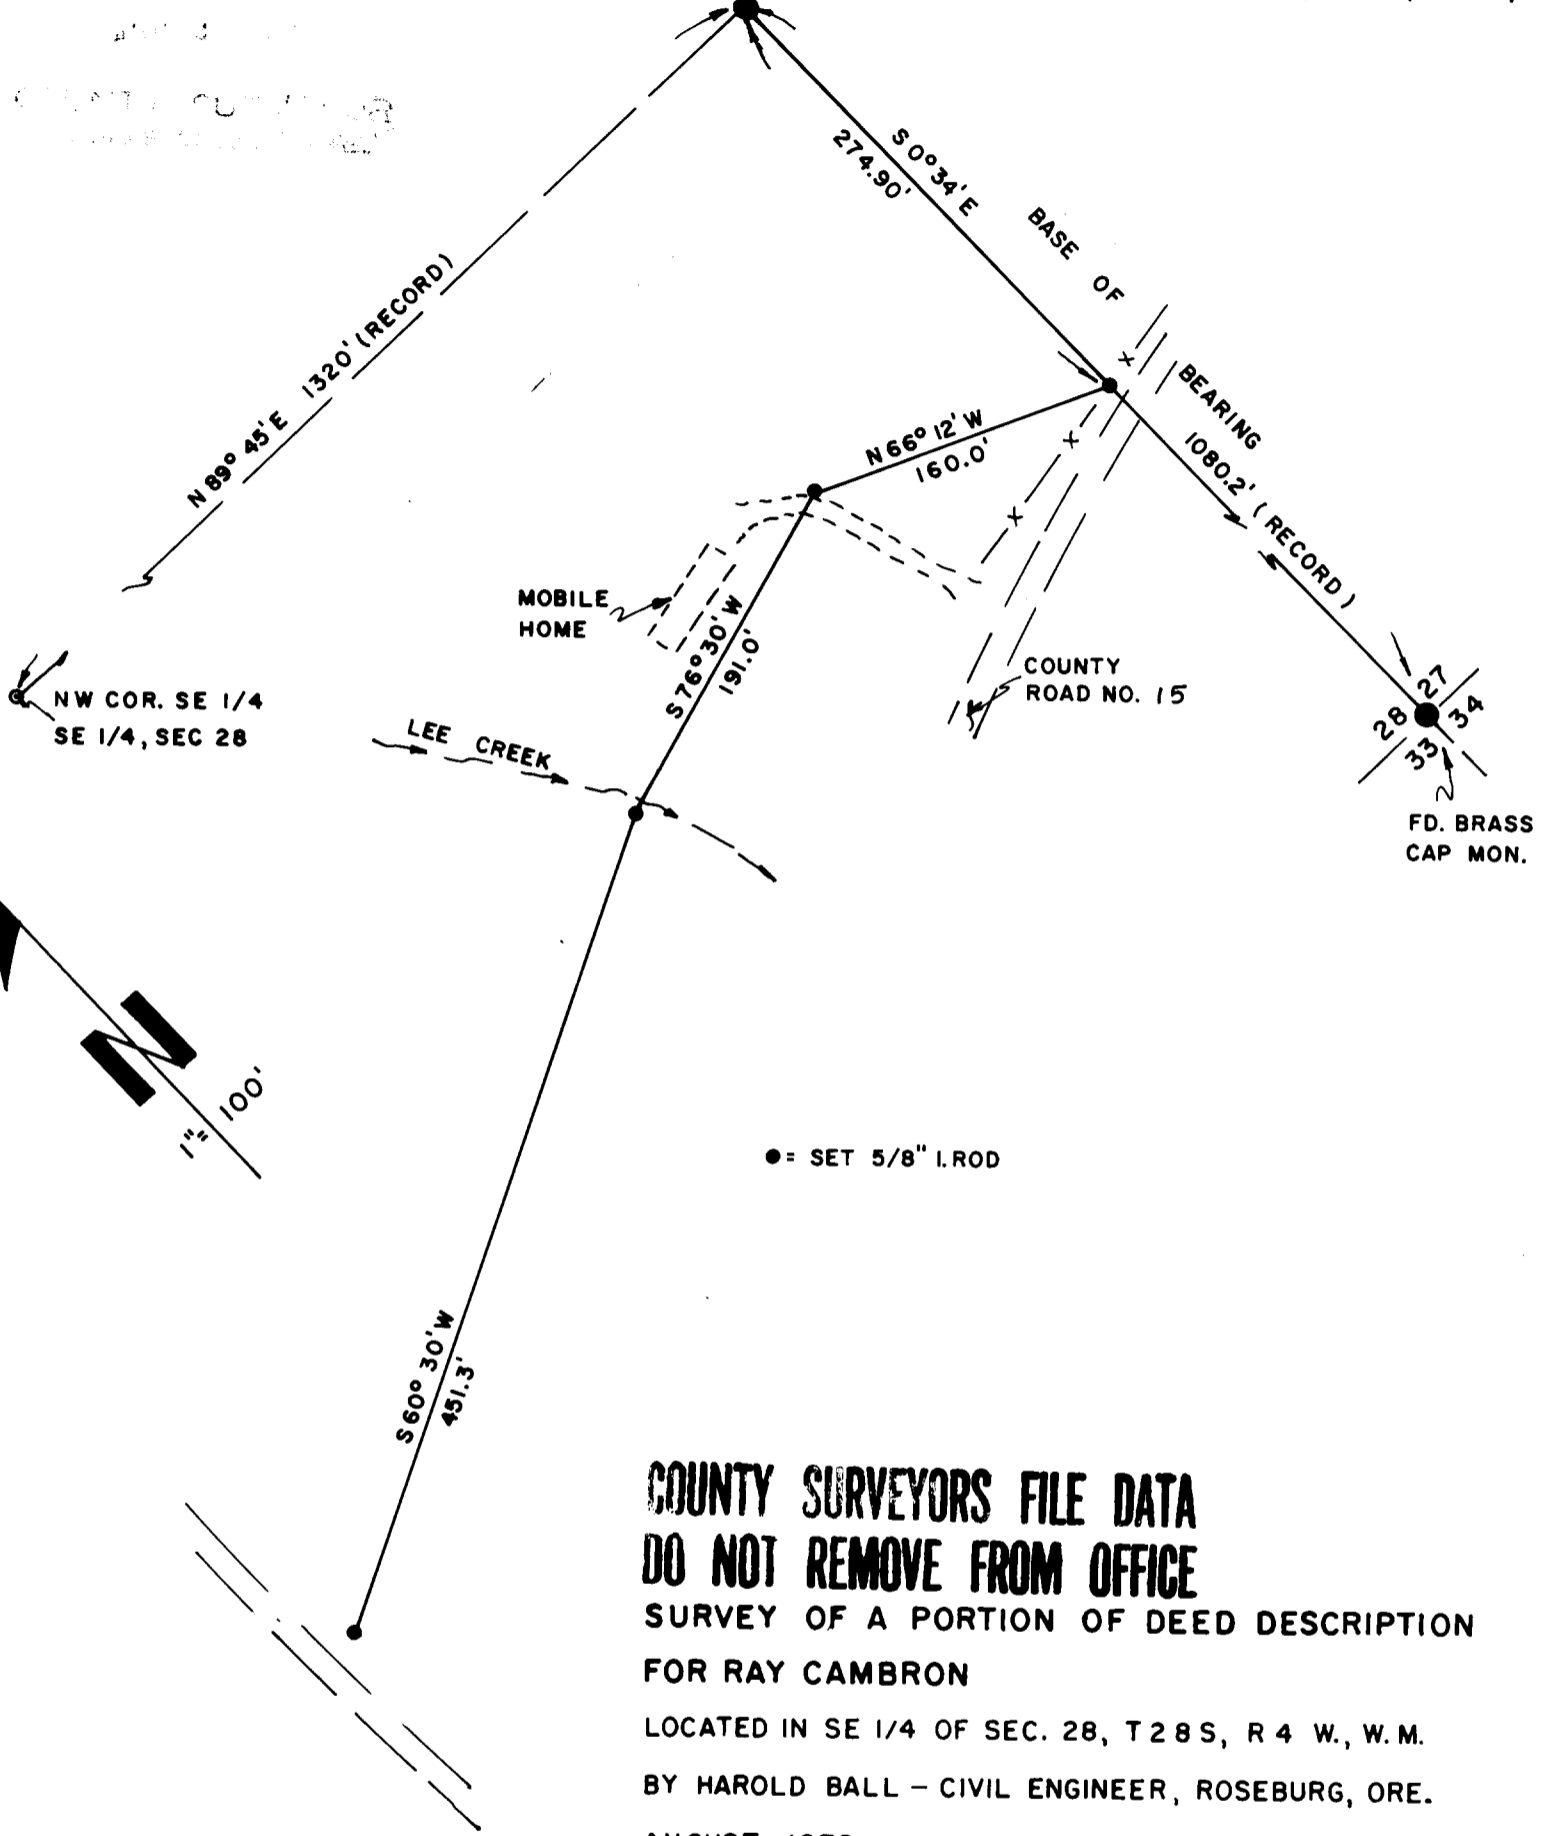 S 0° 34' E
274.90'
BASE OF BEARING
N 89° 45' E 1320' (RECORD)
N 66° 12' W
160.0'
1080.2' (RECORD)
MOBILE
HOME
S 76° 30' W
191.0'
COUNTY
ROAD NO. 15
27
28
34
33
NW COR. SE 1/4
SE 1/4, SEC 28
LEE CREEK
FD. BRASS
CAP MON.
N
1" = 100'
●= SET 5/8" I. ROD
S 60° 30' W
451.3'
COUNTY SURVEYORS FILE DATA
DO NOT REMOVE FROM OFFICE
SURVEY OF A PORTION OF DEED DESCRIPTION
FOR RAY CAMBRON
LOCATED IN SE 1/4 OF SEC. 28, T 28 S, R 4 W., W. M.
BY HAROLD BALL – CIVIL ENGINEER, ROSEBURG, ORE.